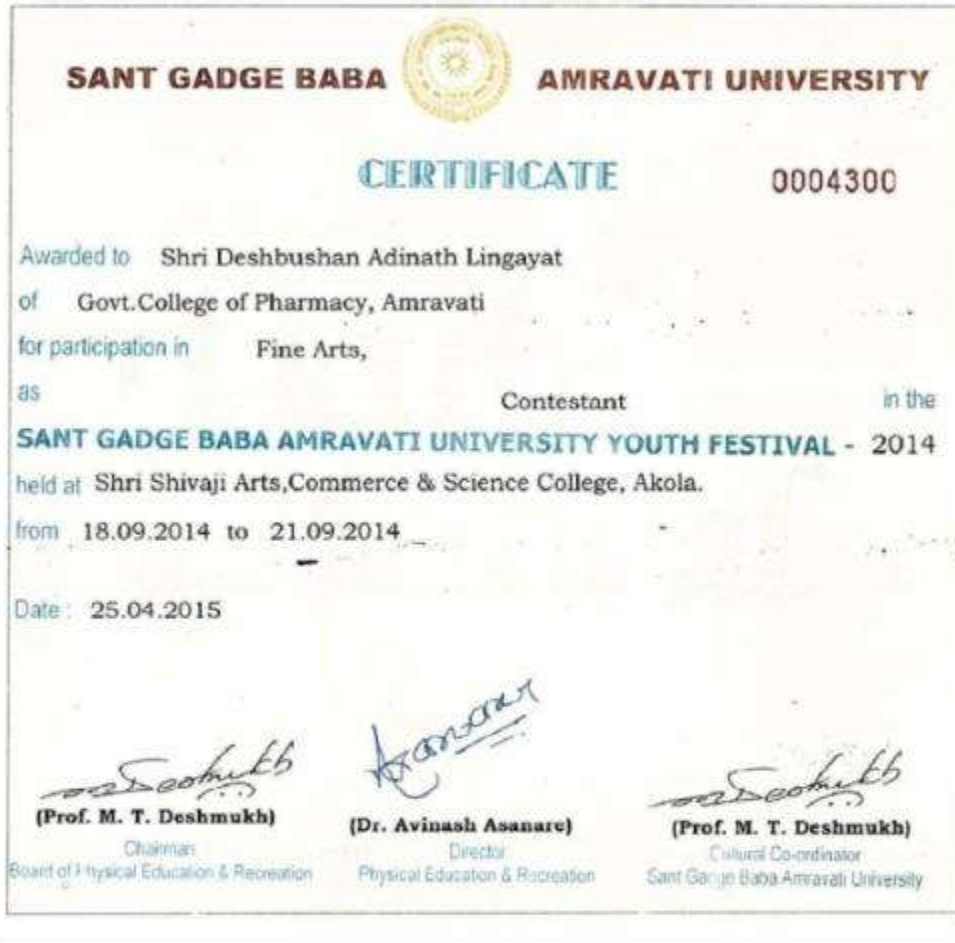 SANT GADGE BABA AMRAVATI UNIVERSITY
CERTIFICATE 0004300
Awarded to Shri Deshbushan Adinath Lingayat
of Govt.College of Pharmacy, Amravati
for participation in Fine Arts,
as Contestant in the
SANT GADGE BABA AMRAVATI UNIVERSITY YOUTH FESTIVAL - 2014
held at Shri Shivaji Arts,Commerce & Science College, Akola.
from 18.09.2014 to 21.09.2014
Date : 25.04.2015
(Prof. M. T. Deshmukh) (Dr. Avinash Asanare) (Prof. M. T. Deshmukh)
Chairman Director Cultural Co-ordinator
Board of Physical Education & Recreation Physical Education & Recreation Sant Gadge Baba Amravati University